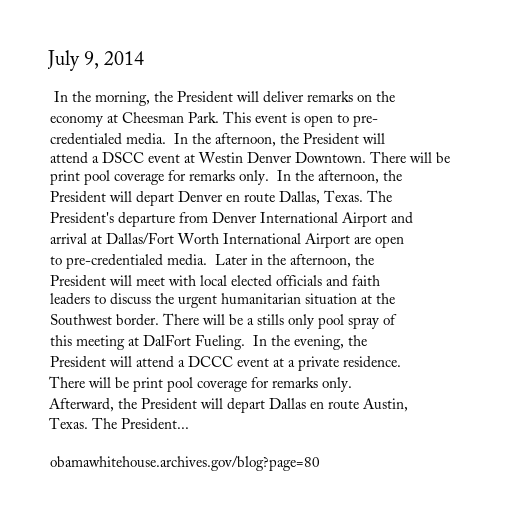 July 9, 2014
In the morning, the President will deliver remarks on the
economy at Cheesman Park. This event is open to pre-
credentialed media.  In the afternoon, the President will
attend a DSCC event at Westin Denver Downtown. There will be
print pool coverage for remarks only.  In the afternoon, the
President will depart Denver en route Dallas, Texas. The
President's departure from Denver International Airport and
arrival at Dallas/Fort Worth International Airport are open
to pre-credentialed media.  Later in the afternoon, the
President will meet with local elected officials and faith
leaders to discuss the urgent humanitarian situation at the
Southwest border. There will be a stills only pool spray of
this meeting at DalFort Fueling.  In the evening, the
President will attend a DCCC event at a private residence.
There will be print pool coverage for remarks only.
Afterward, the President will depart Dallas en route Austin,
Texas. The President...
obamawhitehouse.archives.gov/blog?page=80